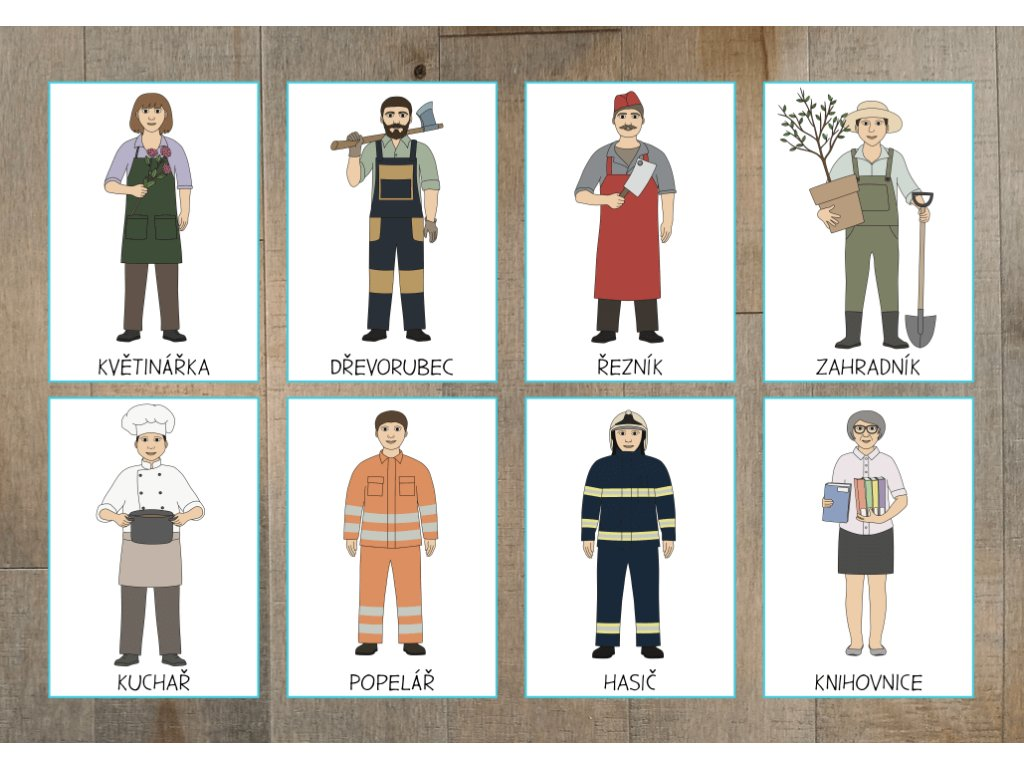 KVĚTINÁŘKA
DŘEVORUBEC
ŘEZNÍK
ZAHRADNÍK
KUCHAŘ
POPELÁŘ
HASIČ
KNIHOVNICE